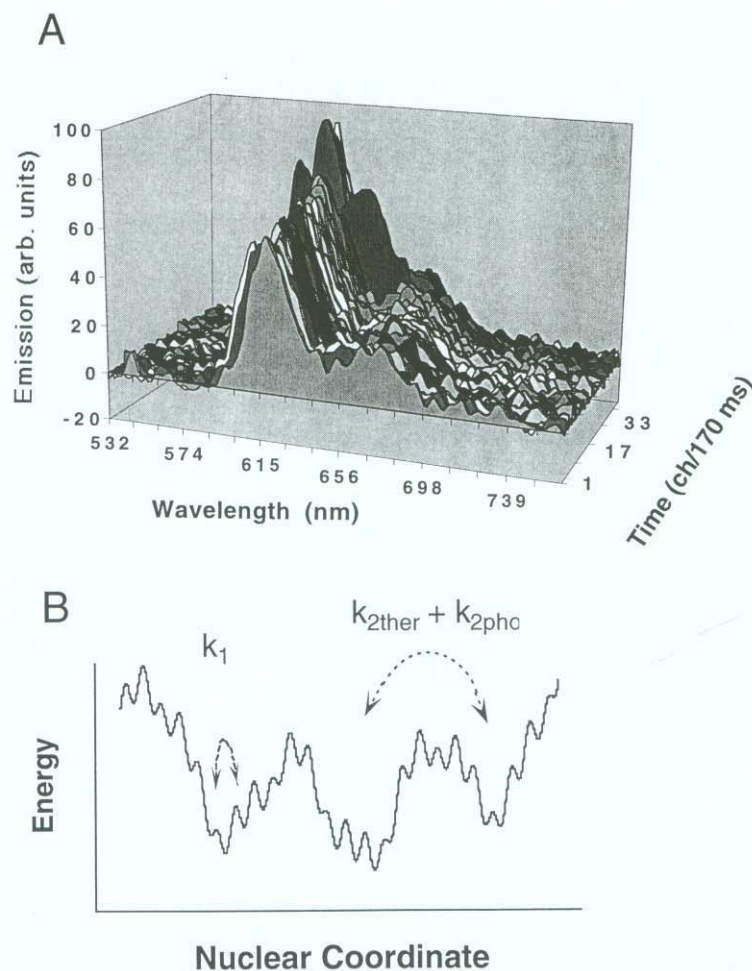 A
100
80
60
40
20
0
-20
Emission (arb. units)
532
574
615
656
698
739
Wavelength (nm)
33
17
1
Time (ch/170 ms)
B
k1
k2ther + k2pho
Energy
Nuclear Coordinate